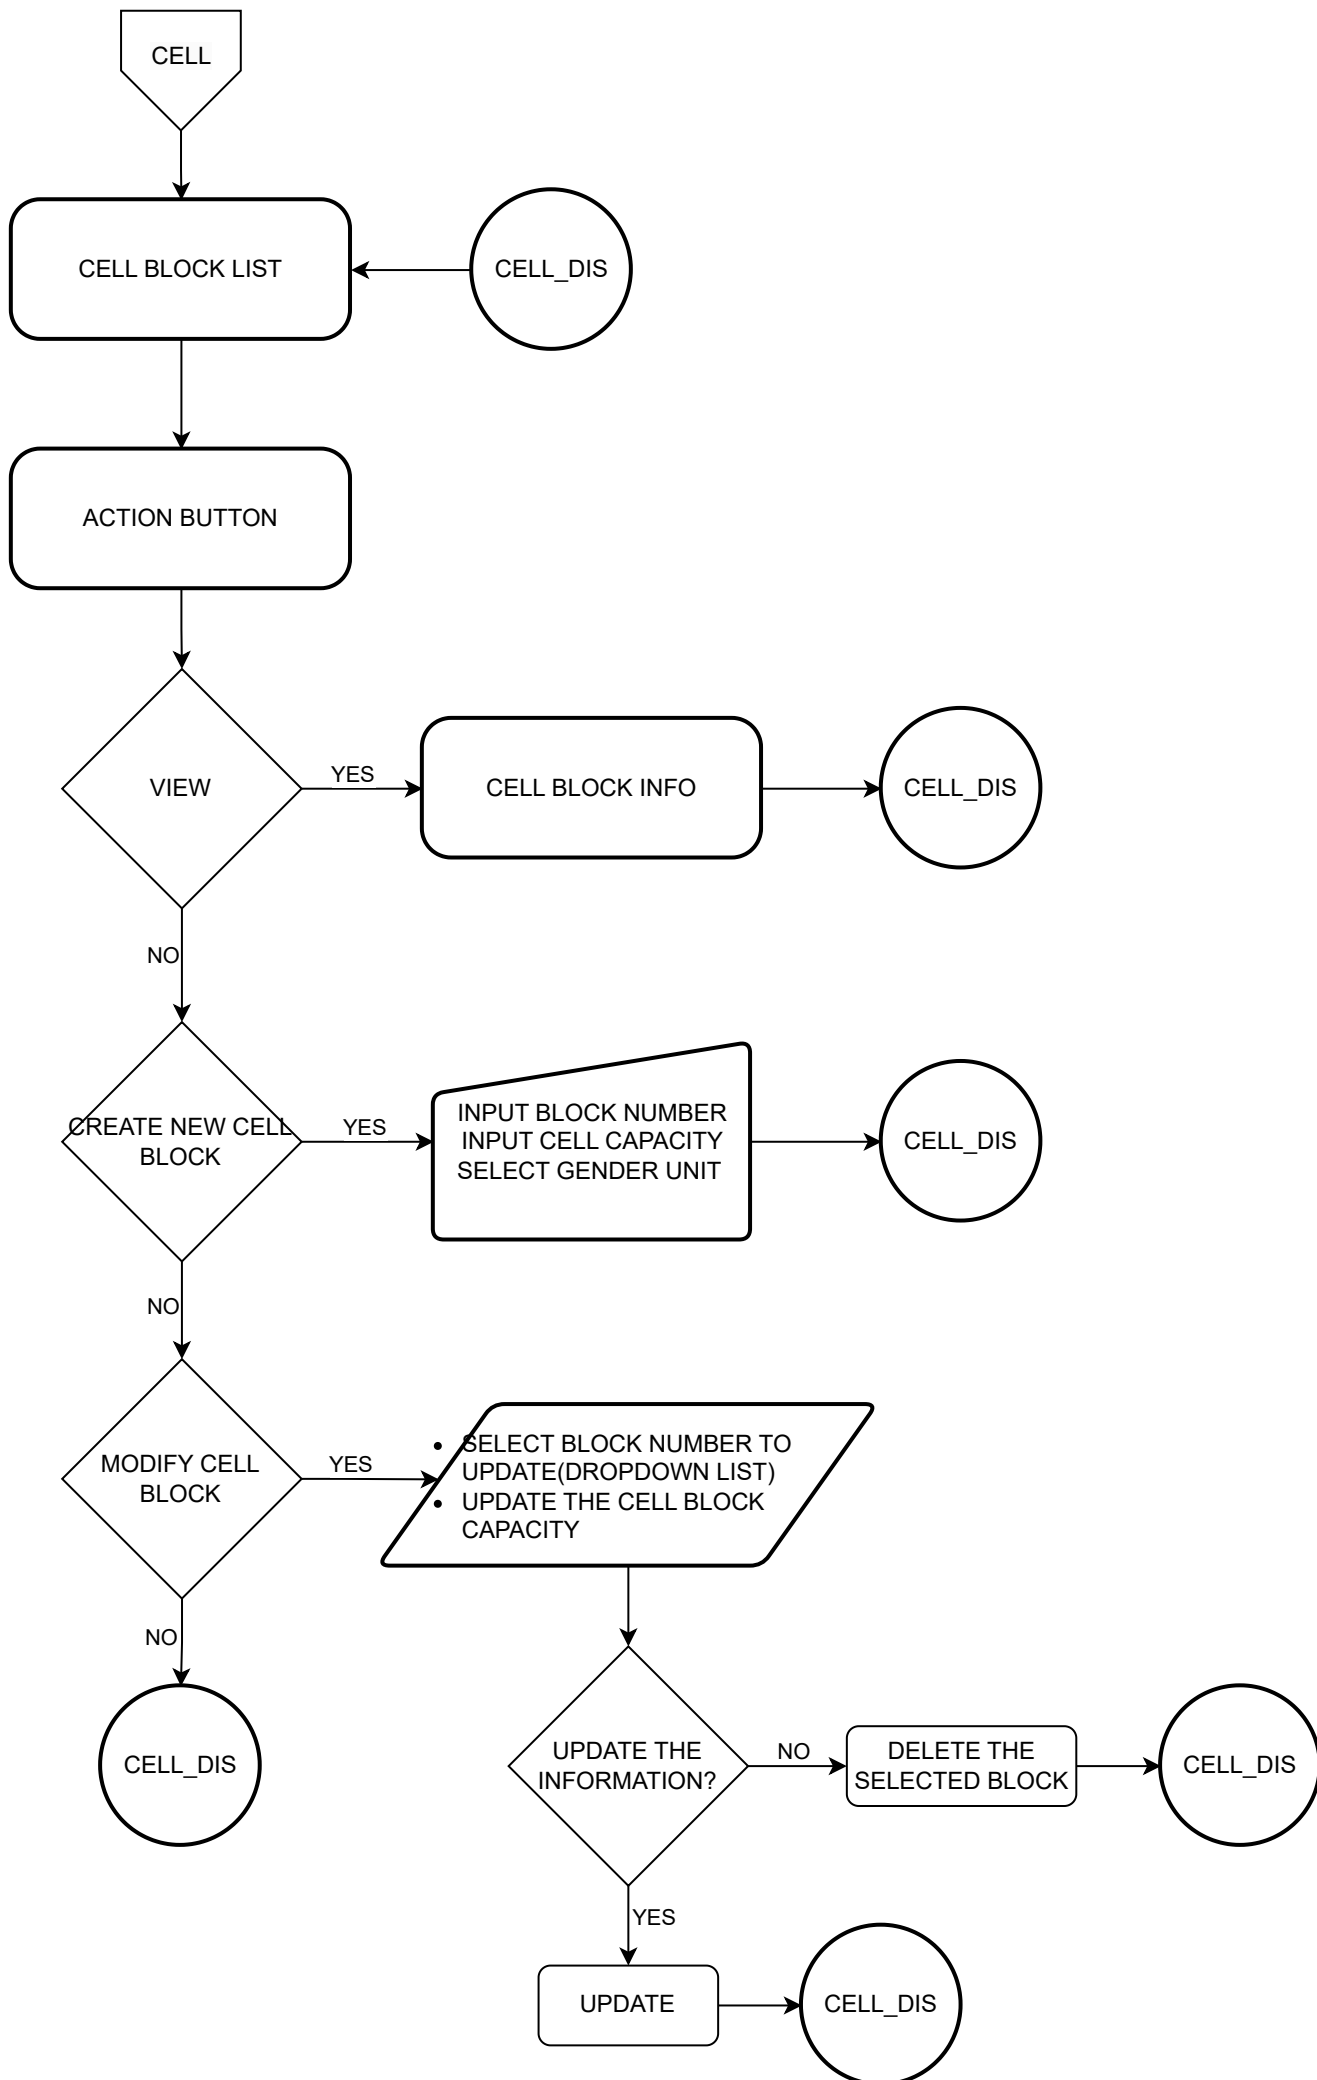 CELL
CELL BLOCK LIST
CELL_DIS
ACTION BUTTON
VIEW
YES
CELL BLOCK INFO
CELL_DIS
NO
CREATE NEW CELL
BLOCK
YES
INPUT BLOCK NUMBER
INPUT CELL CAPACITY
SELECT GENDER UNIT
CELL_DIS
NO
MODIFY CELL
BLOCK
YES
• SELECT BLOCK NUMBER TO
UPDATE(DROPDOWN LIST)
• UPDATE THE CELL BLOCK
CAPACITY
NO
CELL_DIS
UPDATE THE
INFORMATION?
NO
DELETE THE
SELECTED BLOCK
CELL_DIS
YES
UPDATE
CELL_DIS